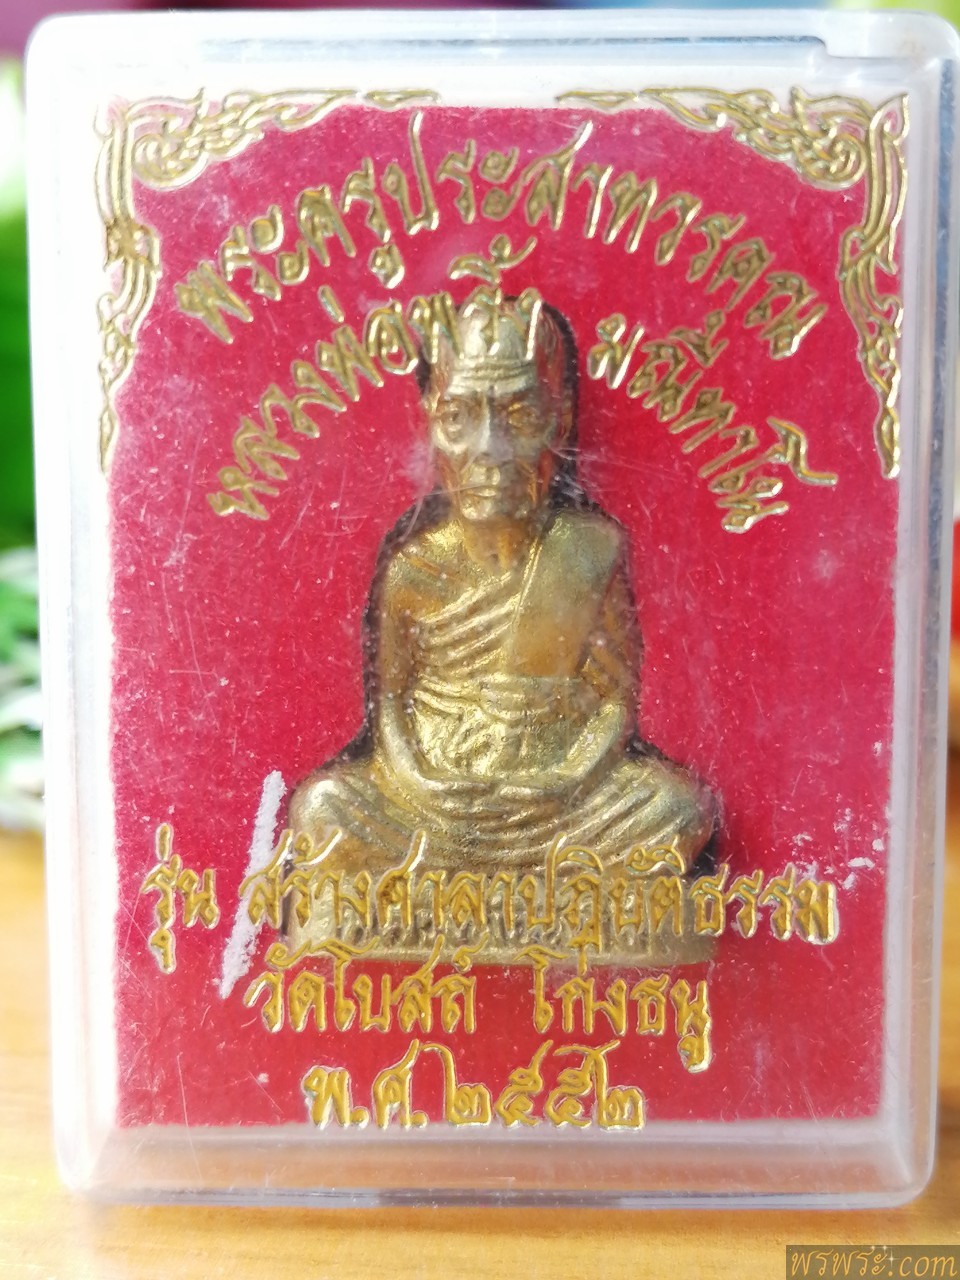 พระครูประสาทวรคุณ
หลวงพ่อพริ้ง มณีทาโน
รุ่น สร้างศาลาปฏิบัติธรรม
วัดโบสถ์ โก่งธนู
พ.ศ.๒๕๕๒
พรพระ.com